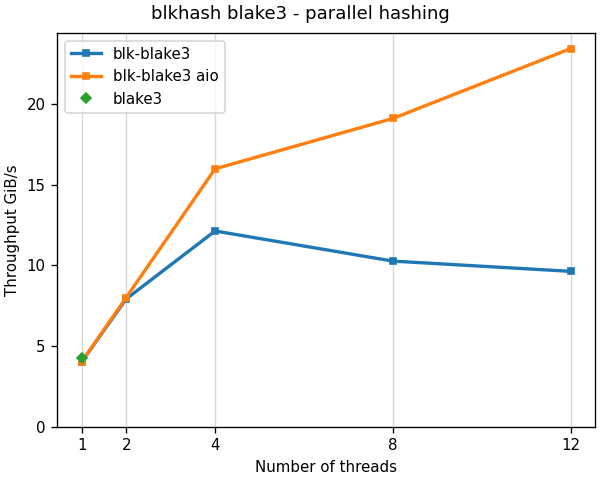 blkhash blake3 - parallel hashing
blk-blake3
blk-blake3 aio
blake3
Throughput GiB/s
20
15
10
5
0
1 2 4 8 12
Number of threads